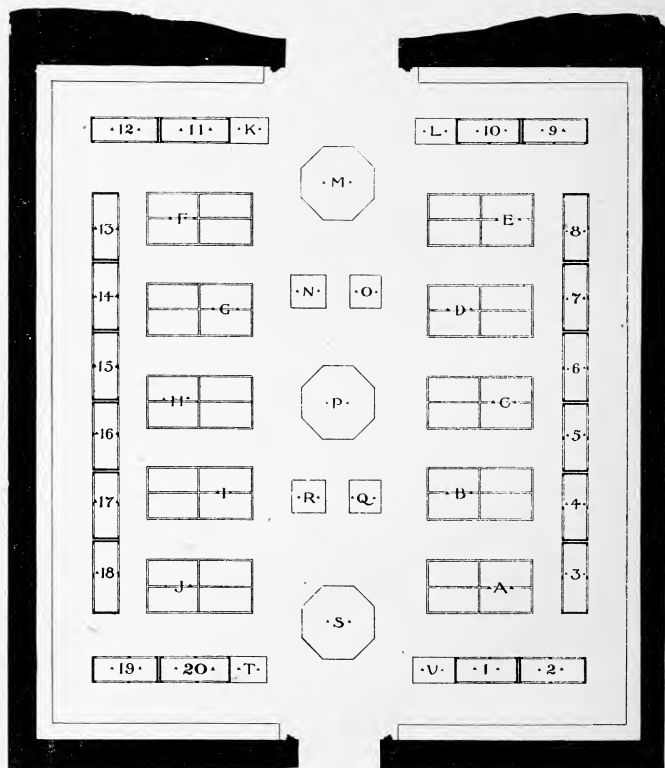 ·12· ·11· ·K· ·L· ·10· ·9·
·M·
·13· ·F· ·E· ·8·
·14· ·G· ·N· ·O· ·D· ·7·
·15· ·6·
·H· ·P· ·C·
·16· ·5·
·17· ·I· ·R· ·Q· ·B· ·4·
·18· ·J· ·A· ·3·
·S·
·19· ·20· ·T· ·U· ·1· ·2·